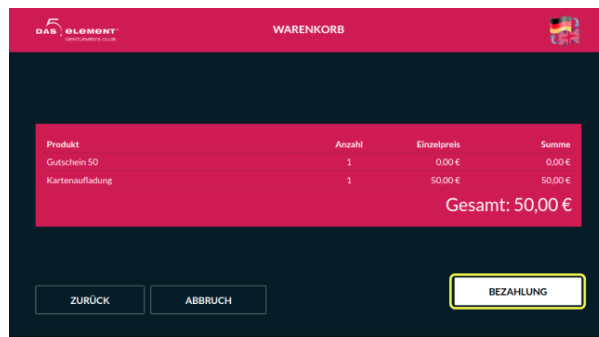 DAS 5 ELEMENT
GENTLEMEN'S CLUB
WARENKORB
Produkt Anzahl Einzelpreis Summe
Gutschein 50 1 0,00 € 0,00 €
Kartenaufladung 1 50,00 € 50,00 €
Gesamt: 50,00 €
ZURÜCK ABBRUCH BEZAHLUNG